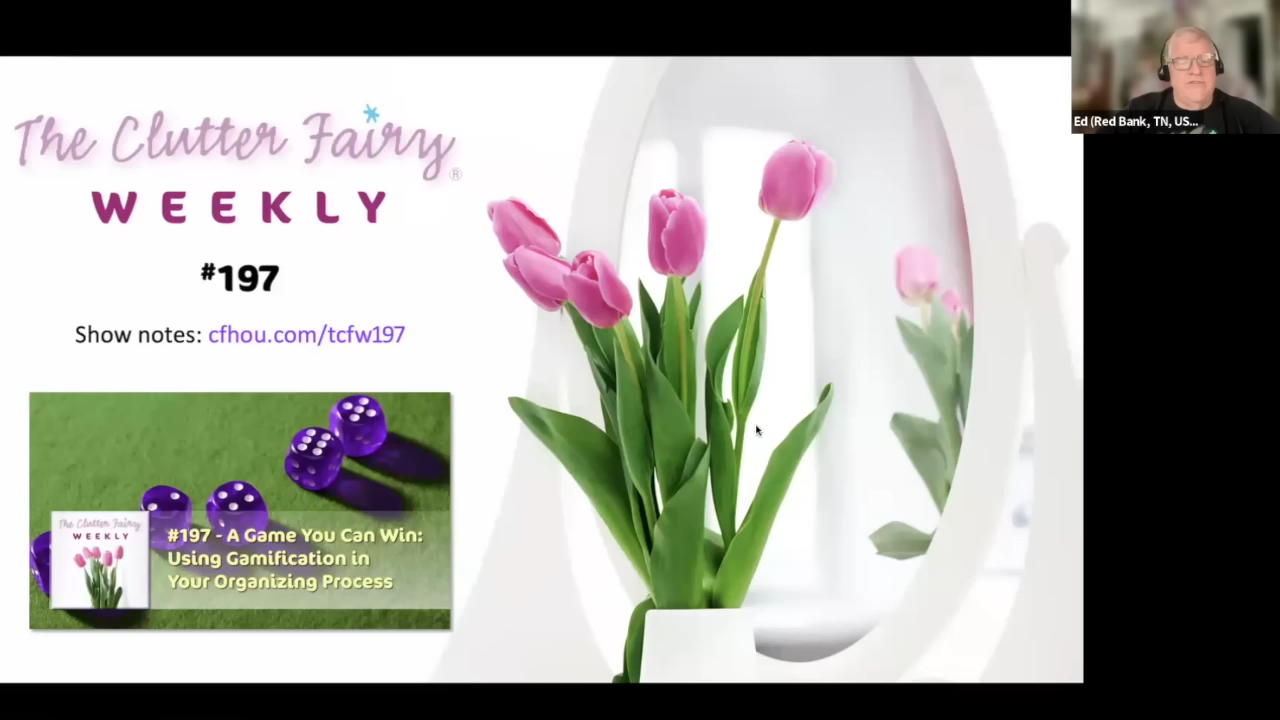 The Clutter Fairy®
WEEKLY
#197
Show notes: cfhou.com/tcfw197
The Clutter Fairy
WEEKLY
#197 - A Game You Can Win:
Using Gamification in
Your Organizing Process
Ed (Red Bank, TN, US...